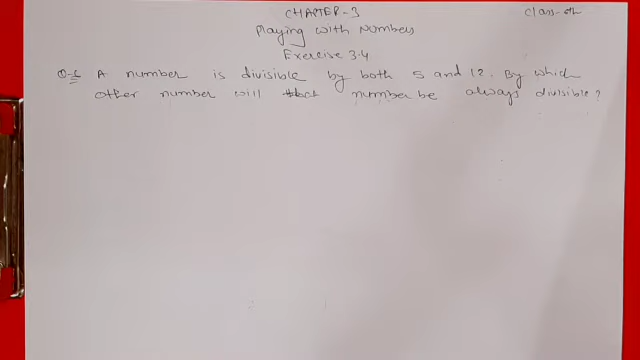 CHAPTER-3
Class-6th
Playing with Numbers
Exercise 3.4
Q-6 A number is divisible by both 5 and 12. By which
other number will that number be always divisible?